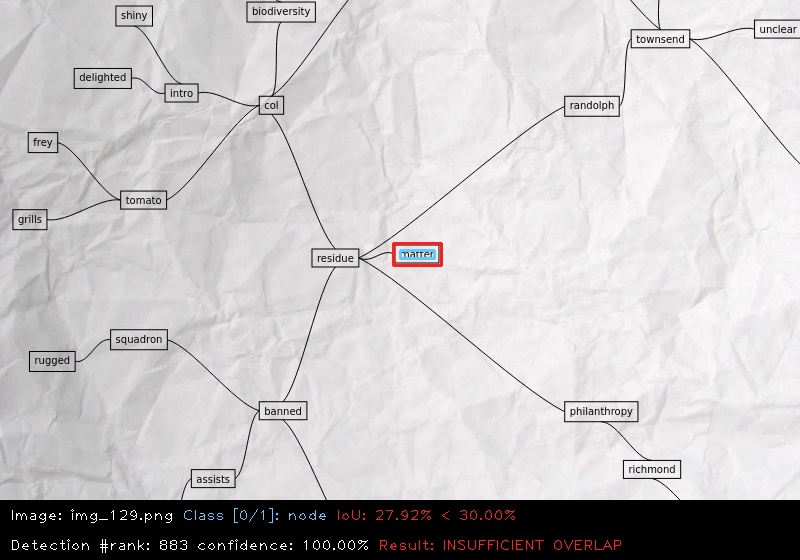 shiny
biodiversity
unclear
townsend
delighted
intro
col
randolph
frey
tomato
grills
residue
matter
squadron
rugged
banned
philanthropy
assists
richmond
Image: img_129.png Class [0/1]: node IoU: 27.92% < 30.00%
Detection #rank: 883 confidence: 100.00% Result: INSUFFICIENT OVERLAP